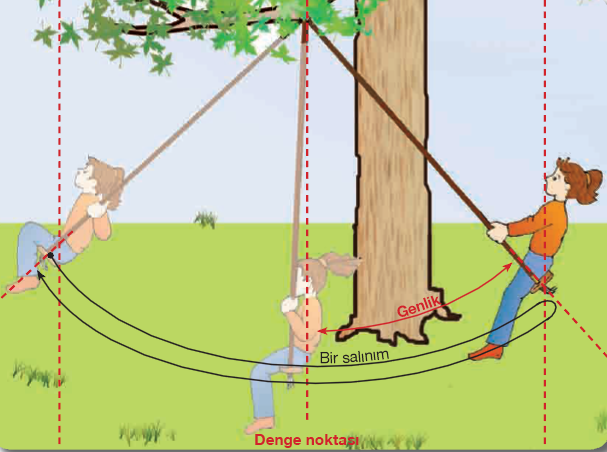 Genlik
Bir salınım
Denge noktası